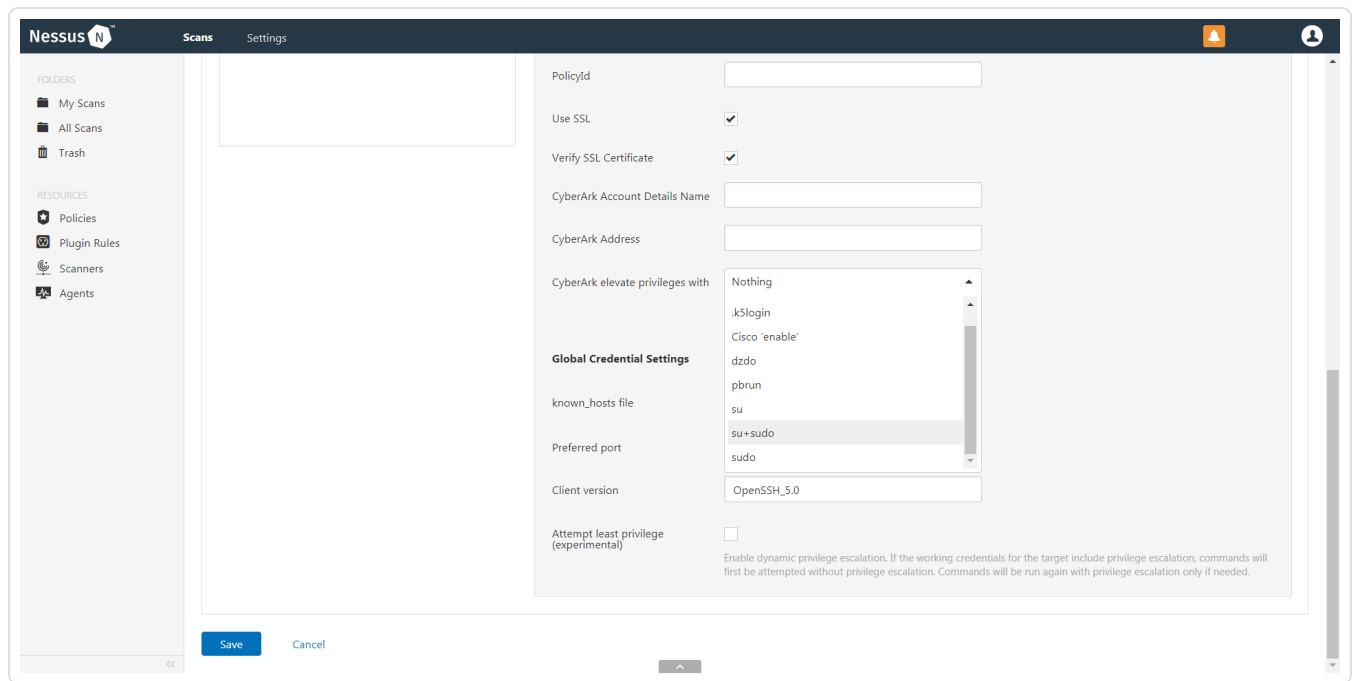 Nessus N ™
Scans
Settings
FOLDERS
My Scans
All Scans
Trash
RESOURCES
Policies
Plugin Rules
Scanners
Agents
PolicyId
Use SSL
Verify SSL Certificate
CyberArk Account Details Name
CyberArk Address
CyberArk elevate privileges with
Nothing
.k5login
Cisco 'enable'
dzdo
pbrun
su
su+sudo
sudo
Global Credential Settings
known_hosts file
Preferred port
Client version
OpenSSH_5.0
Attempt least privilege
(experimental)
Enable dynamic privilege escalation. If the working credentials for the target include privilege escalation, commands will
first be attempted without privilege escalation. Commands will be run again with privilege escalation only if needed.
Save
Cancel